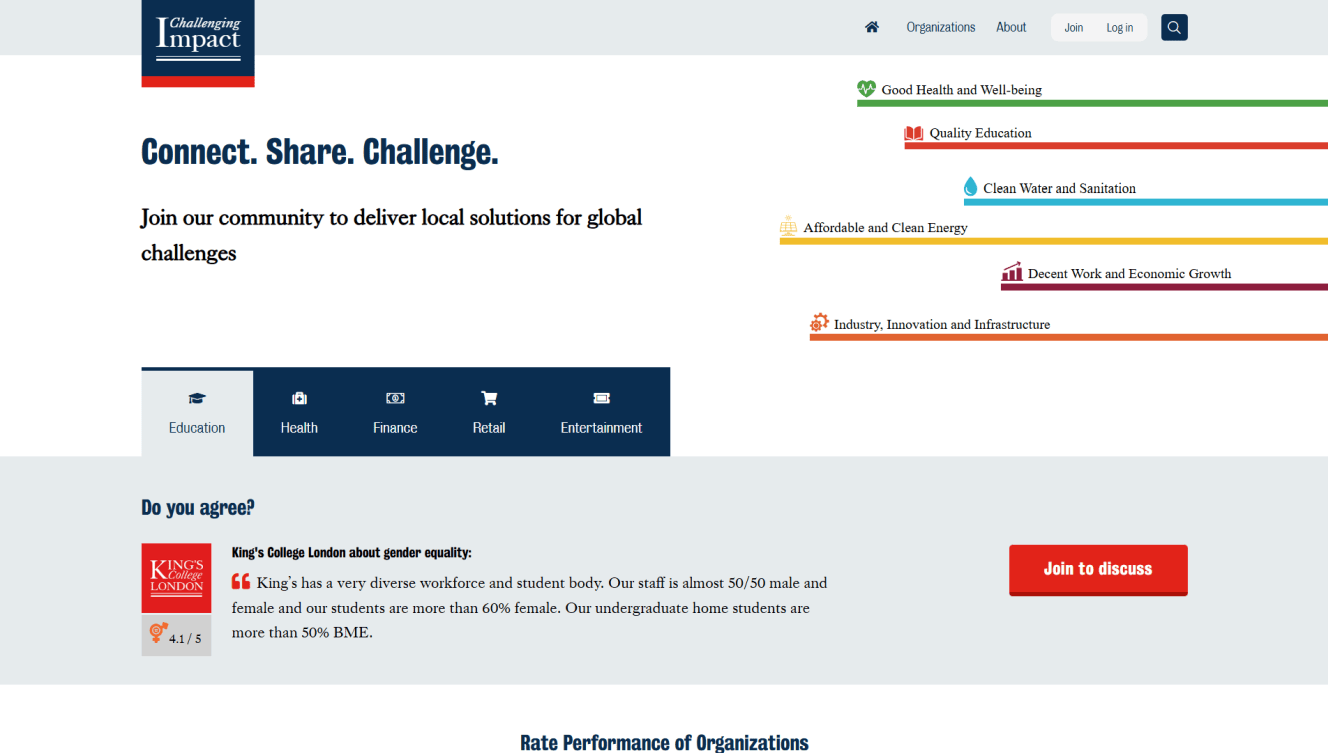 Challenging
Impact
Organizations
About
Join
Log in
Good Health and Well-being
Quality Education
Connect. Share. Challenge.
Clean Water and Sanitation
Join our community to deliver local solutions for global
challenges
Affordable and Clean Energy
Decent Work and Economic Growth
Industry, Innovation and Infrastructure
Education
Health
Finance
Retail
Entertainment
Do you agree?
KING'S
College
LONDON
4.1 / 5
King's College London about gender equality:
King’s has a very diverse workforce and student body. Our staff is almost 50/50 male and
female and our students are more than 60% female. Our undergraduate home students are
more than 50% BME.
Join to discuss
Rate Performance of Organizations